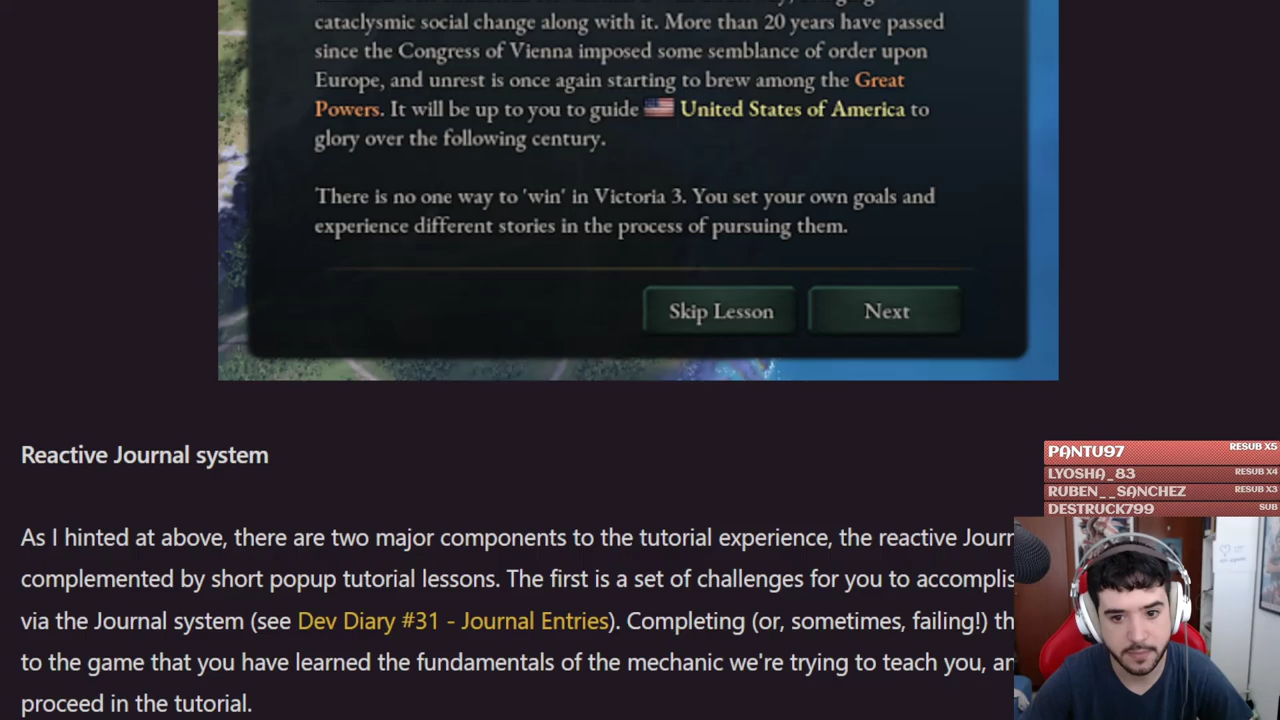 cataclysmic social change along with it. More than 20 years have passed
since the Congress of Vienna imposed some semblance of order upon
Europe, and unrest is once again starting to brew among the Great
Powers. It will be up to you to guide United States of America to
glory over the following century.
There is no one way to 'win' in Victoria 3. You set your own goals and
experience different stories in the process of pursuing them.
Skip Lesson Next
Reactive Journal system
PANTU97 RESUB X5
LYOSHA_83 RESUB X4
RUBEN__SANCHEZ RESUB X3
DESTRUCK799 SUB
As I hinted at above, there are two major components to the tutorial experience, the reactive Journ
complemented by short popup tutorial lessons. The first is a set of challenges for you to accomplis
via the Journal system (see Dev Diary #31 - Journal Entries). Completing (or, sometimes, failing!) th
to the game that you have learned the fundamentals of the mechanic we're trying to teach you, an
proceed in the tutorial.